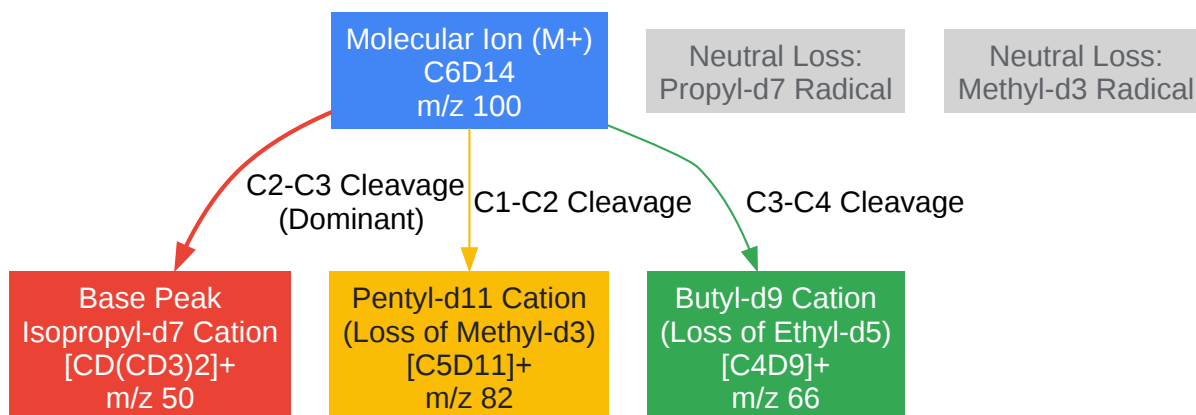 Molecular Ion (M+)
C6D14
m/z 100
Neutral Loss:
Propyl-d7 Radical
Neutral Loss:
Methyl-d3 Radical
C2-C3 Cleavage
(Dominant)
C1-C2 Cleavage
C3-C4 Cleavage
Base Peak
Isopropyl-d7 Cation
[CD(CD3)2]+
m/z 50
Pentyl-d11 Cation
(Loss of Methyl-d3)
[C5D11]+
m/z 82
Butyl-d9 Cation
(Loss of Ethyl-d5)
[C4D9]+
m/z 66